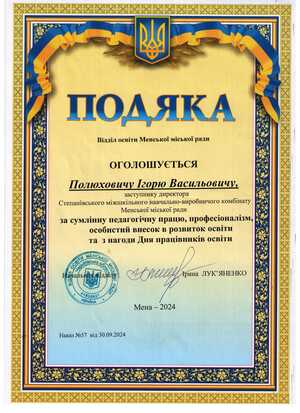 ПОДЯКА
Відділ освіти Менської міської ради
ОГОЛОШУЄТЬСЯ
Полюховичу Ігорю Васильовичу,
заступнику директора
Степанівського міжшкільного навчально-виробничого комбінату
Менської міської ради
за сумлінну педагогічну працю, професіоналізм,
особистий внесок в розвиток освіти
та з нагоди Дня працівників освіти
Начальник відділу Ірина ЛУК'ЯНЕНКО
Мена – 2024
Наказ №57 від 30.09.2024